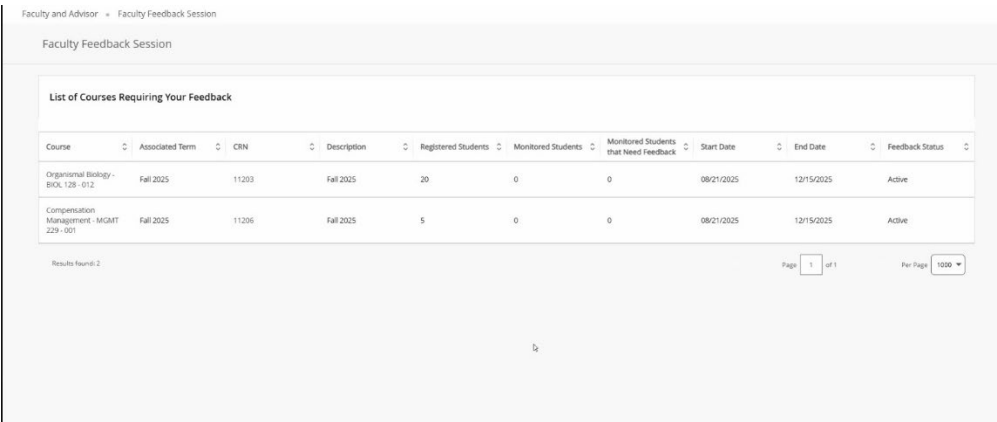 Faculty and Advisor • Faculty Feedback Session
Faculty Feedback Session
List of Courses Requiring Your Feedback
Course Associated Term CRN Description Registered Students Monitored Students Monitored Students that Need Feedback Start Date End Date Feedback Status
Organismal Biology - BIOL 128 - 012 Fall 2025 11203 Fall 2025 20 0 0 08/21/2025 12/15/2025 Active
Compensation Management - MGMT 229 - 001 Fall 2025 11206 Fall 2025 5 0 0 08/21/2025 12/15/2025 Active
Results found: 2 Page 1 of 1 Per Page 1000